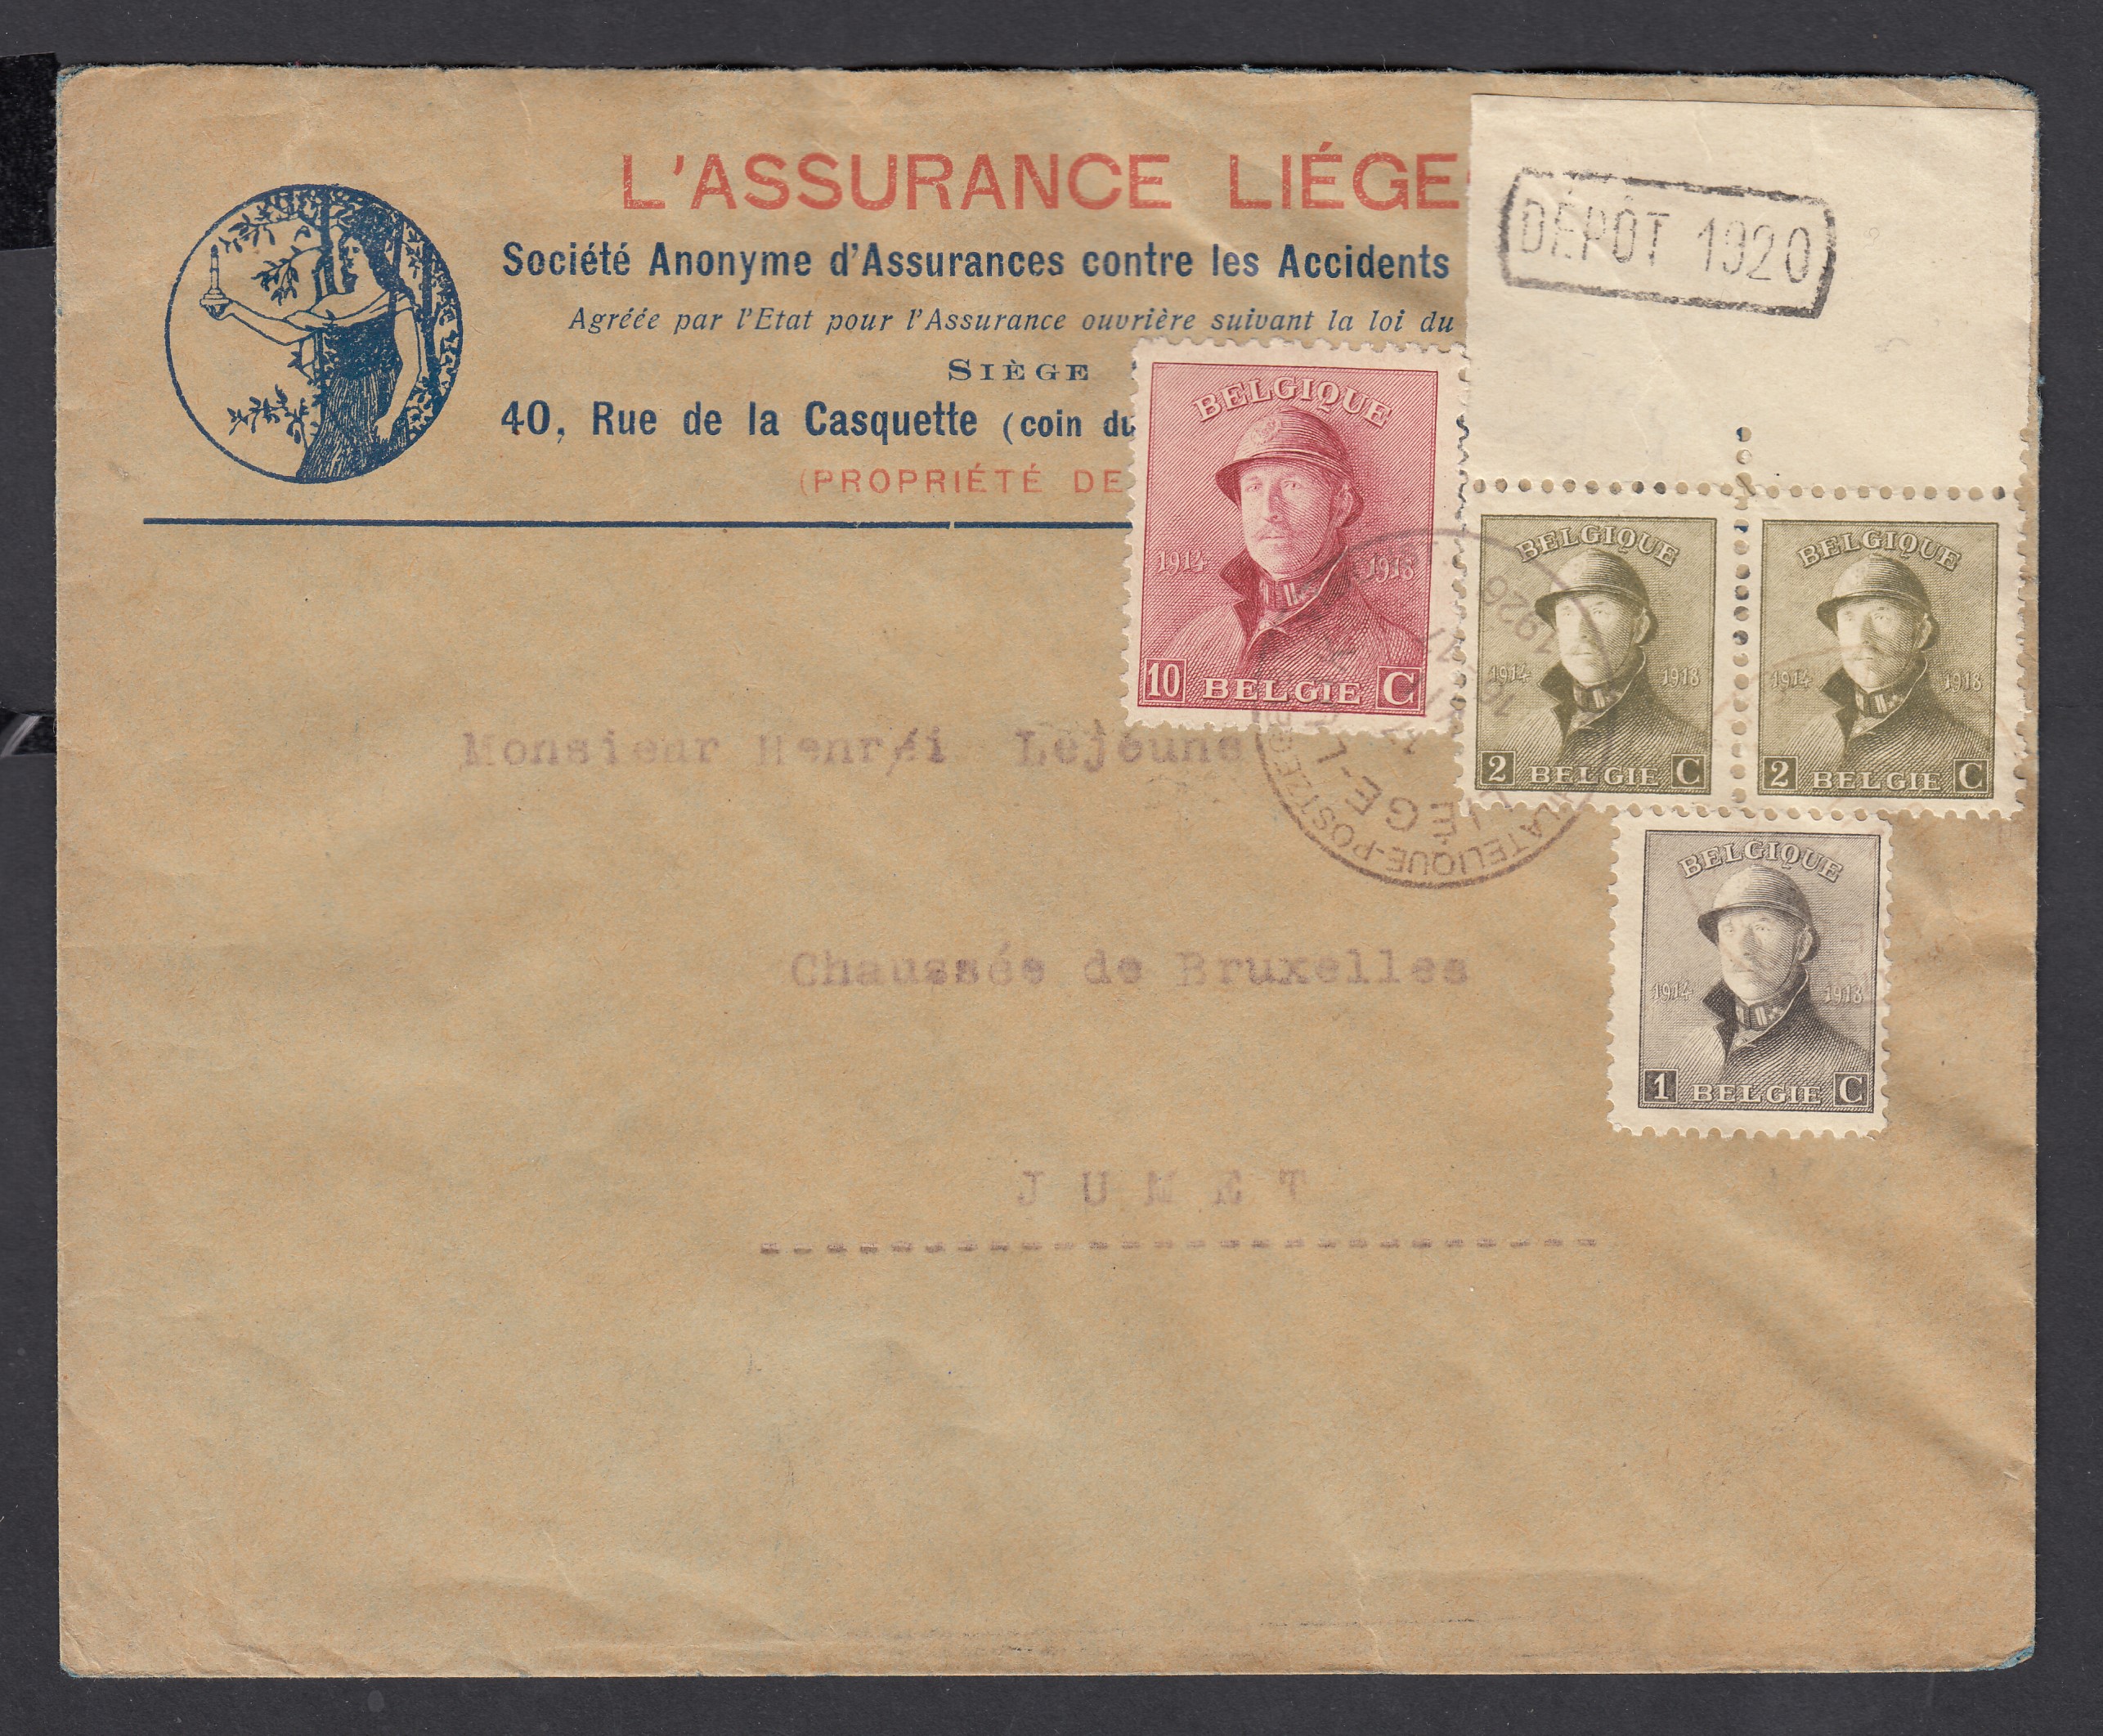 L'ASSURANCE LIÉGE
Société Anonyme d'Assurances contre les Accidents
Agréée par l'Etat pour l'Assurance ouvrière suivant la loi du
SIÈGE
40, Rue de la Casquette (coin du
(PROPRIÉTÉ DE
DÉPÔT 1920
BELGIQUE
1914 1918
10 BELGIE C
BELGIQUE
1914 1918
2 BELGIE C
BELGIQUE
1914 1918
2 BELGIE C
LIÉGE
Monsieur Henri Lejeune
BELGIQUE
1914 1918
1 BELGIE C
Chaussée de Bruxelles
JUMET